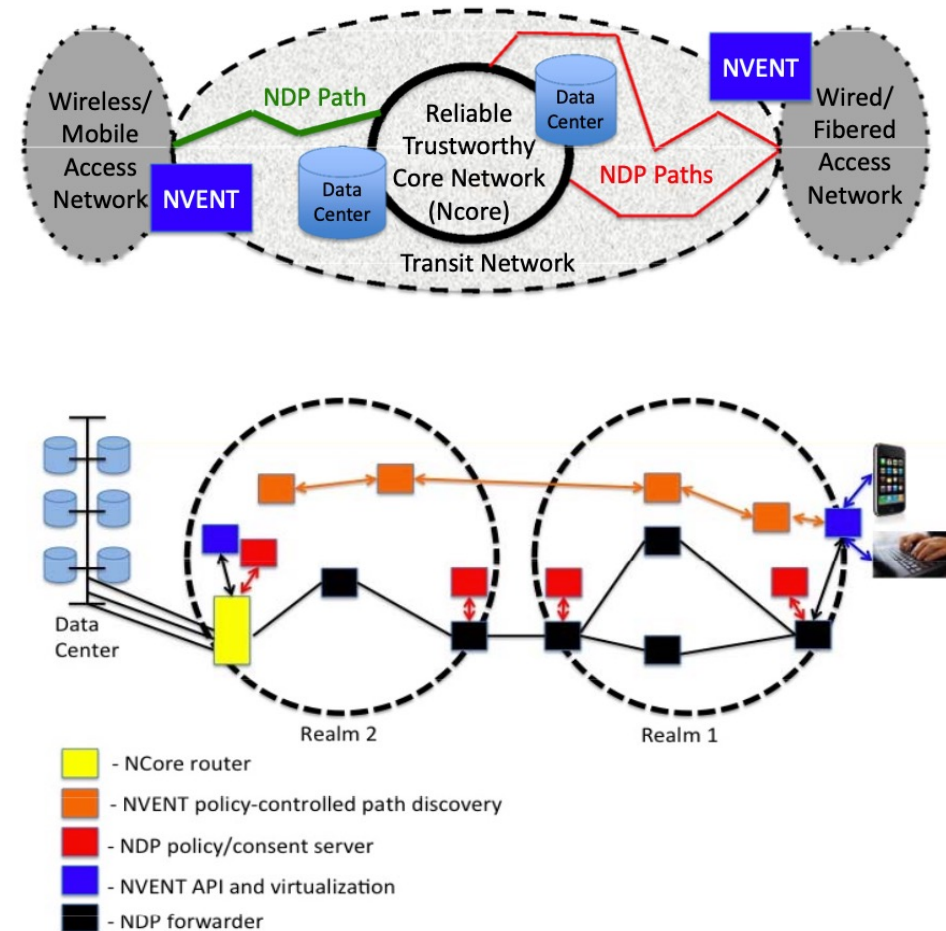 Wireless/
Mobile
Access
Network
NVENT
NDP Path
Data
Center
Reliable
Trustworthy
Core Network
(Ncore)
Data
Center
NDP Paths
Transit Network
NVENT
Wired/
Fibered
Access
Network
Data
Center
Realm 2
Realm 1
- NCore router
- NVENT policy-controlled path discovery
- NDP policy/consent server
- NVENT API and virtualization
- NDP forwarder